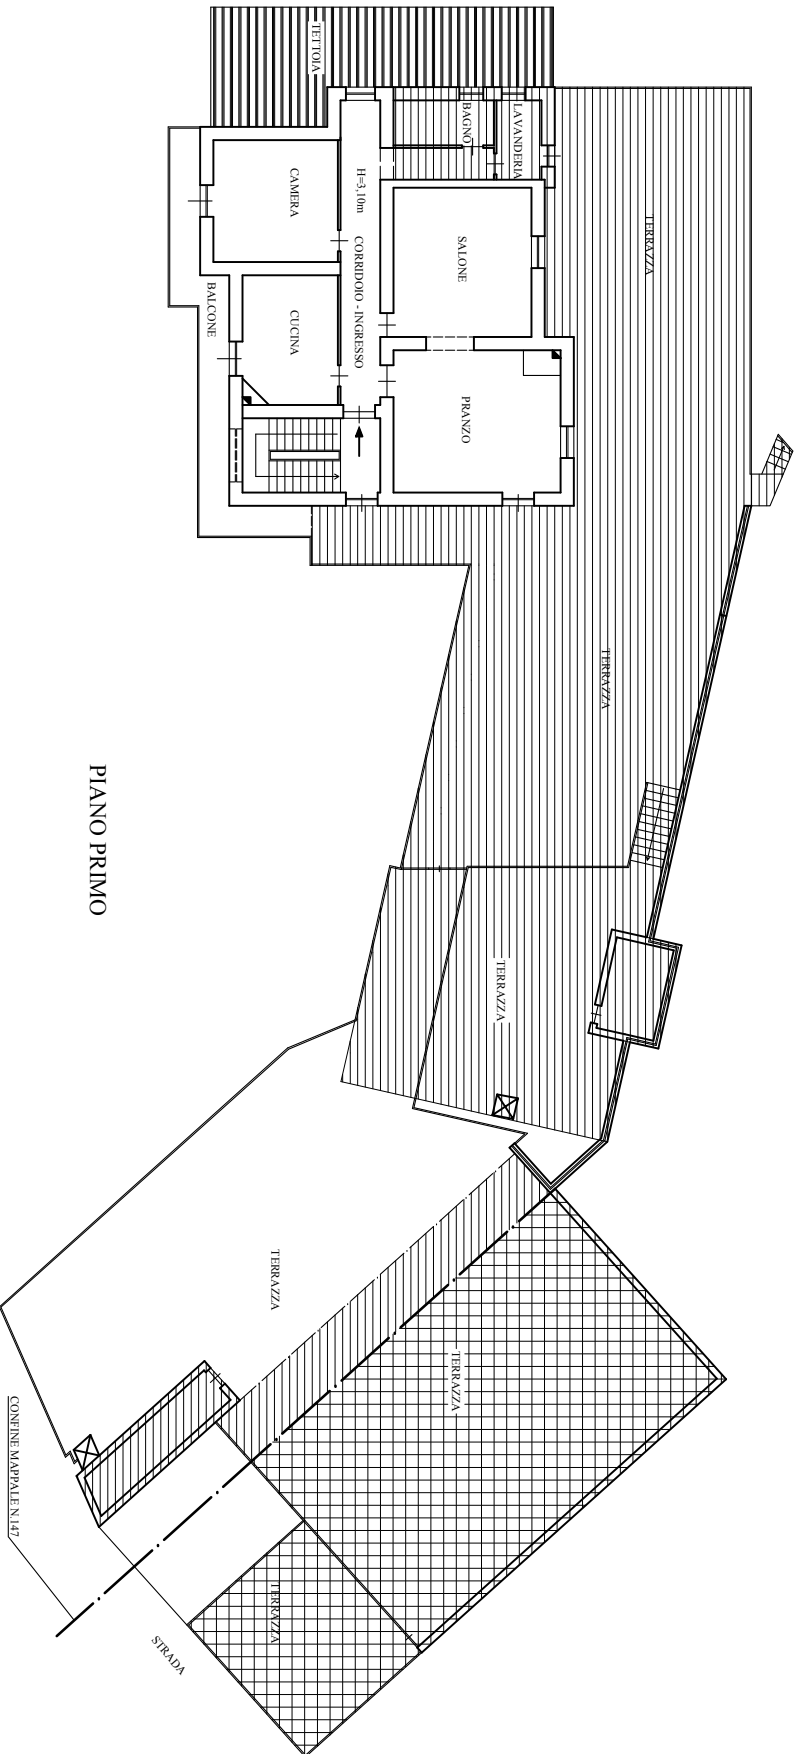 TETTOIA
BAGNO
LAVANDERIA
CAMERA
H=3,10m
CORRIDOIO - INGRESSO
SALONE
TERRAZZA
BALCONE
CUCINA
PRANZO
TERRAZZA
PIANO PRIMO
TERRAZZA
TERRAZZA
TERRAZZA
TERRAZZA
CONFINE MAPPALE N.147
STRADA